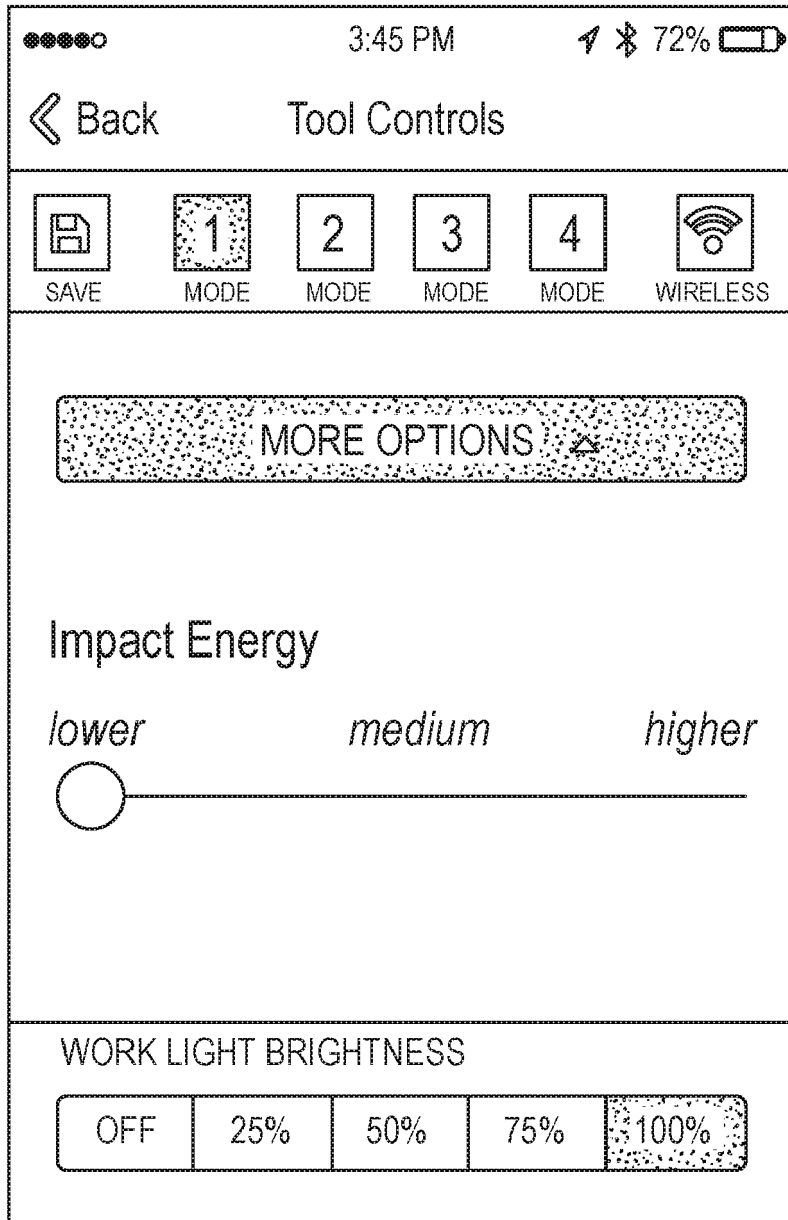 3:45 PM 72%
Back Tool Controls
1 2 3 4
SAVE MODE MODE MODE MODE WIRELESS
MORE OPTIONS
Impact Energy
lower medium higher
WORK LIGHT BRIGHTNESS
OFF 25% 50% 75% 100%